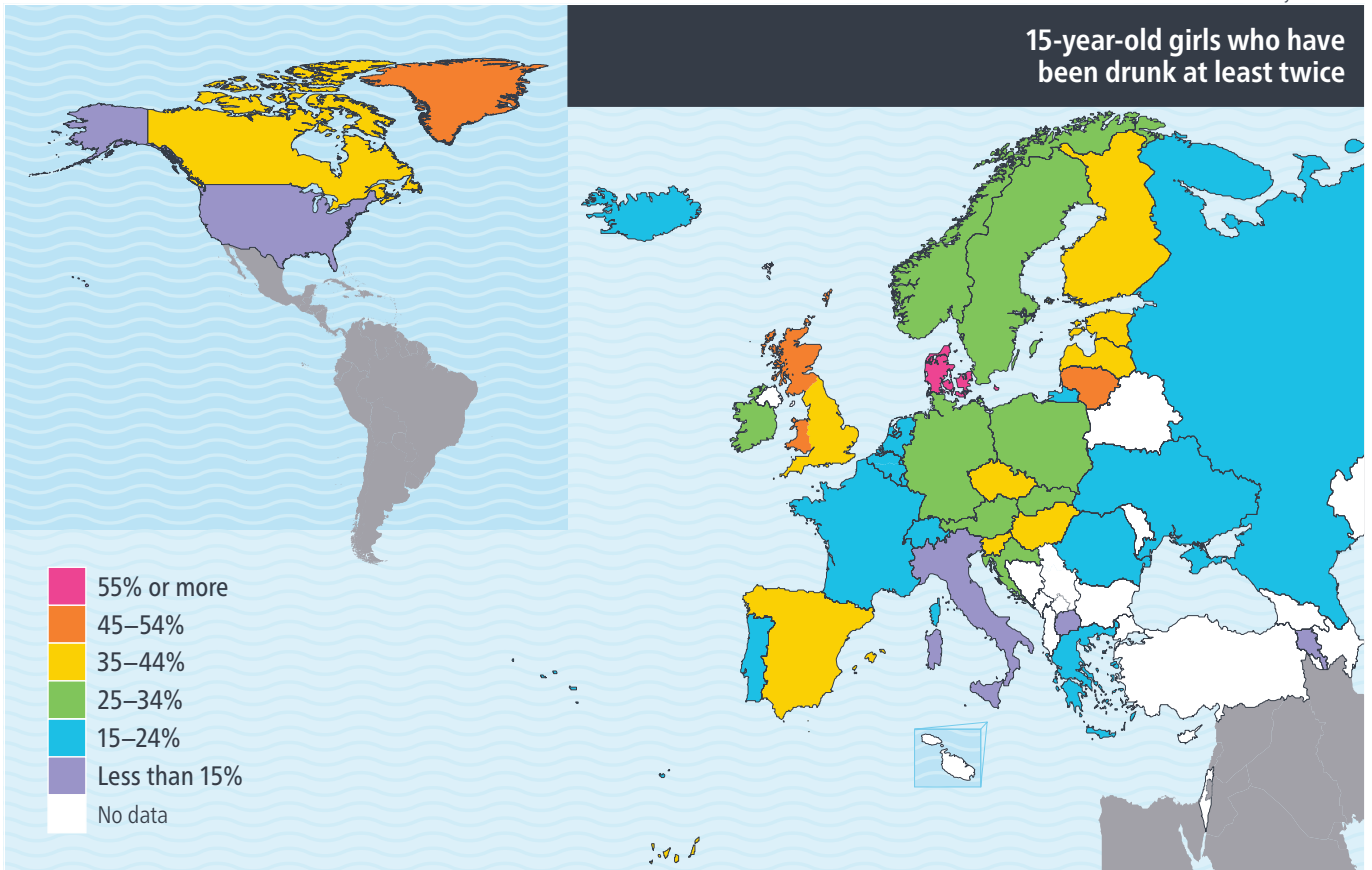 15-year-old girls who have
been drunk at least twice
55% or more
45–54%
35–44%
25–34%
15–24%
Less than 15%
No data